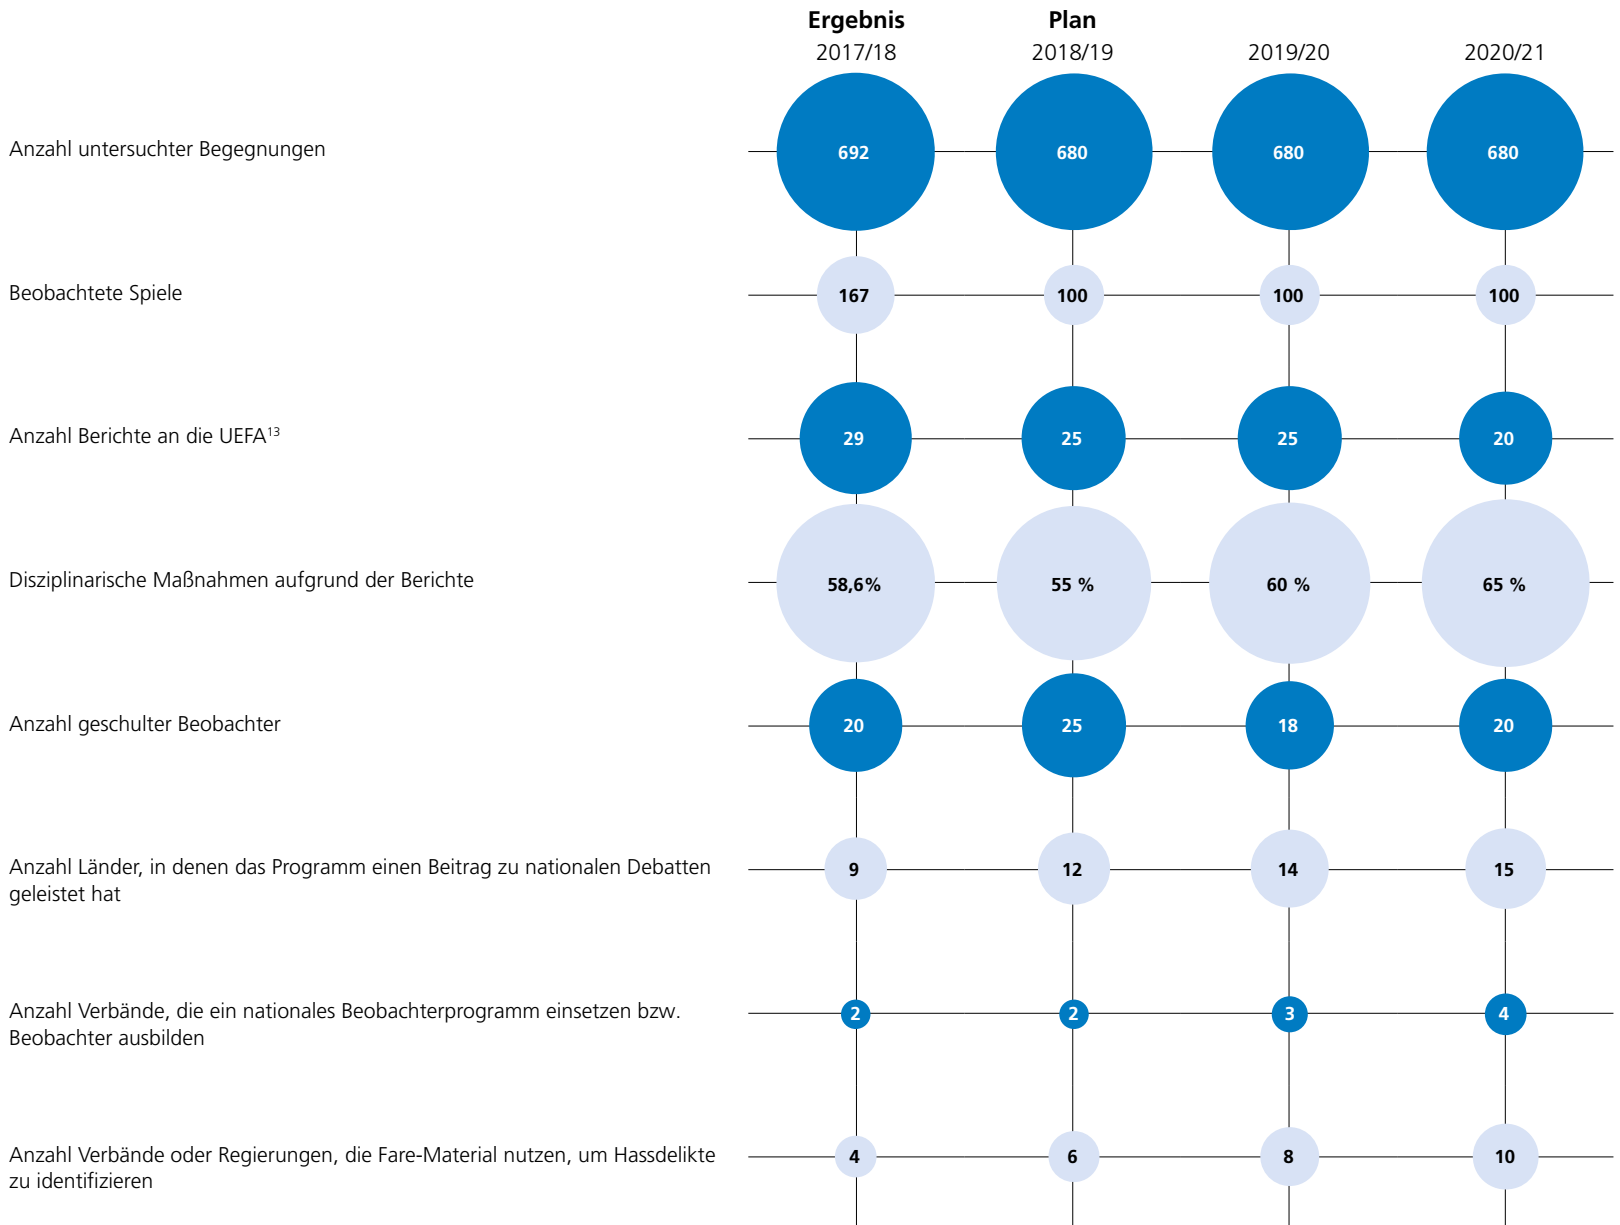 Ergebnis Plan
2017/18 2018/19 2019/20 2020/21
Anzahl untersuchter Begegnungen 692 680 680 680
Beobachtete Spiele 167 100 100 100
Anzahl Berichte an die UEFA¹³ 29 25 25 20
Disziplinarische Maßnahmen aufgrund der Berichte 58,6% 55 % 60 % 65 %
Anzahl geschulter Beobachter 20 25 18 20
Anzahl Länder, in denen das Programm einen Beitrag zu nationalen Debatten 9 12 14 15
geleistet hat
Anzahl Verbände, die ein nationales Beobachterprogramm einsetzen bzw. 2 2 3 4
Beobachter ausbilden
Anzahl Verbände oder Regierungen, die Fare-Material nutzen, um Hassdelikte 4 6 8 10
zu identifizieren